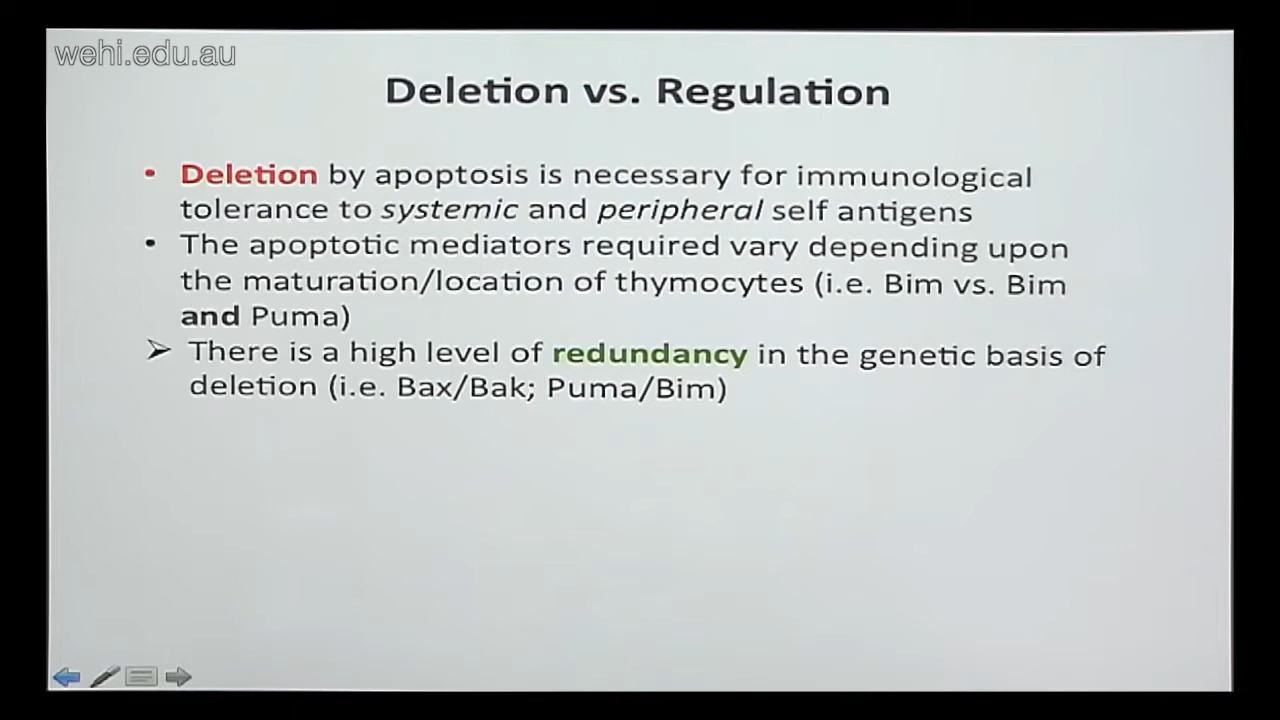 wehi.edu.au
Deletion vs. Regulation
• Deletion by apoptosis is necessary for immunological
tolerance to systemic and peripheral self antigens
• The apoptotic mediators required vary depending upon
the maturation/location of thymocytes (i.e. Bim vs. Bim
and Puma)
➢ There is a high level of redundancy in the genetic basis of
deletion (i.e. Bax/Bak; Puma/Bim)